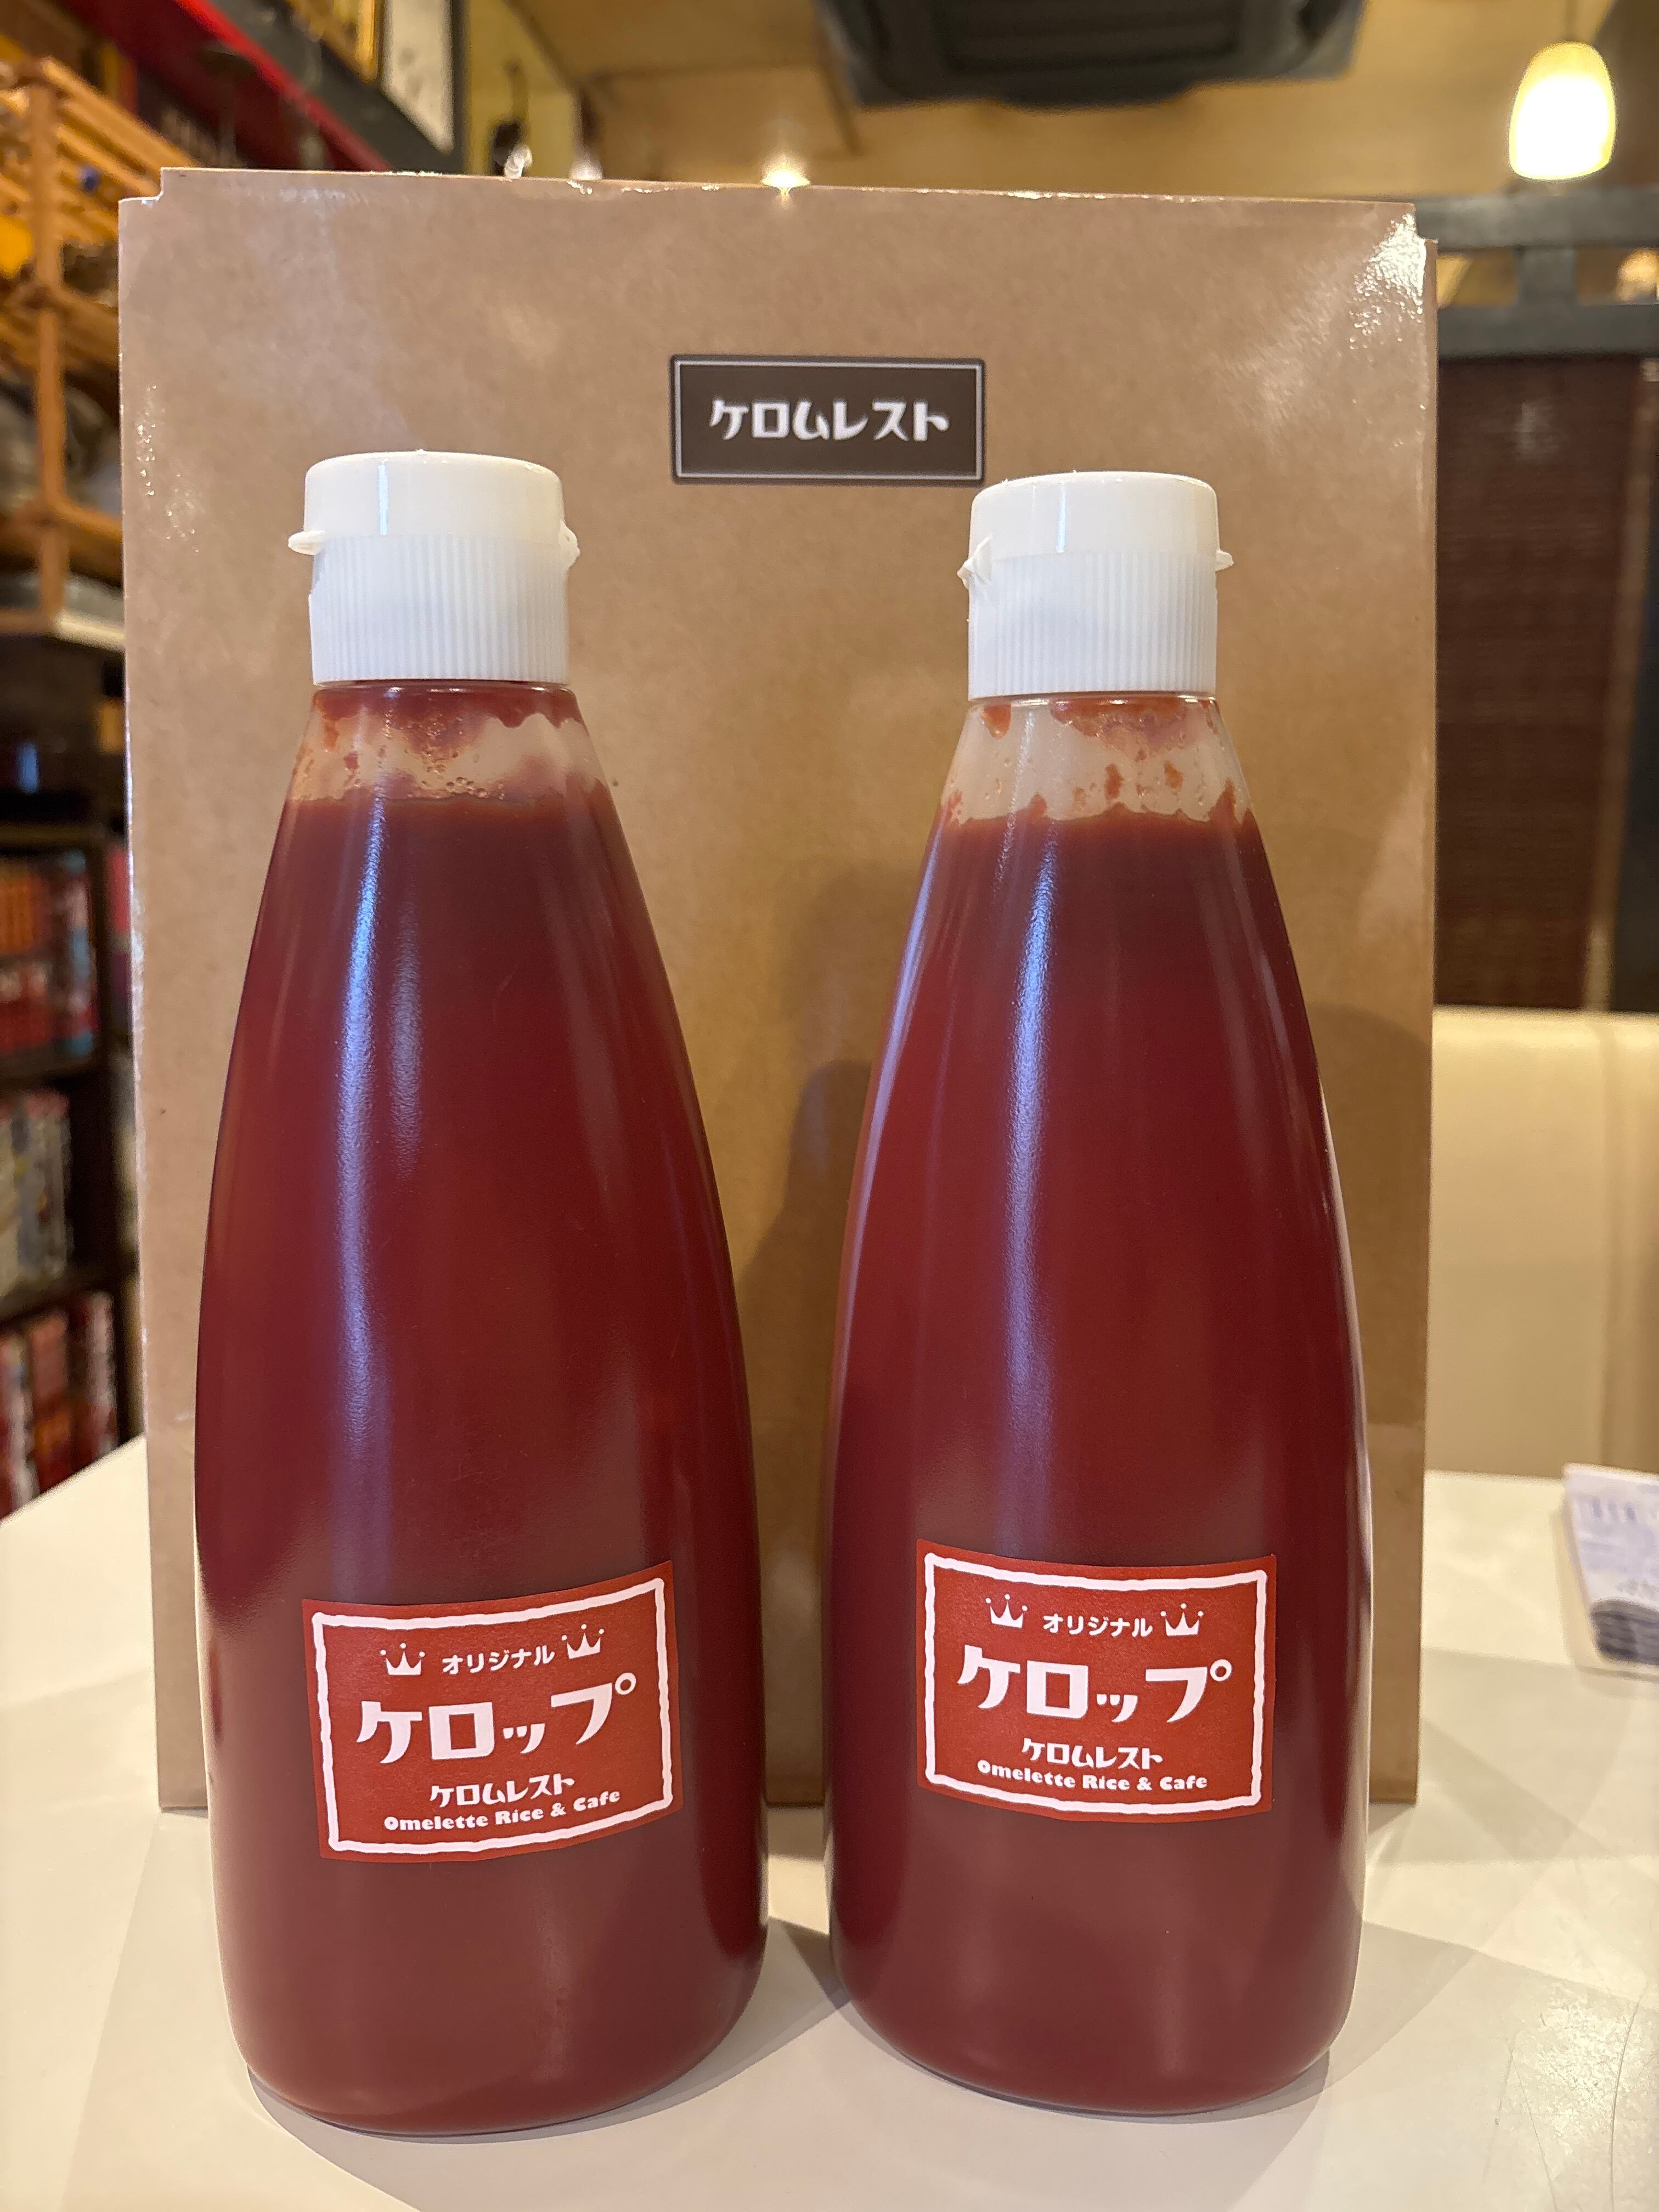 ケロムレスト
オリジナル
ケロップ
ケロムレスト
Omelette Rice & Cafe
オリジナル
ケロップ
ケロムレスト
Omelette Rice & Cafe